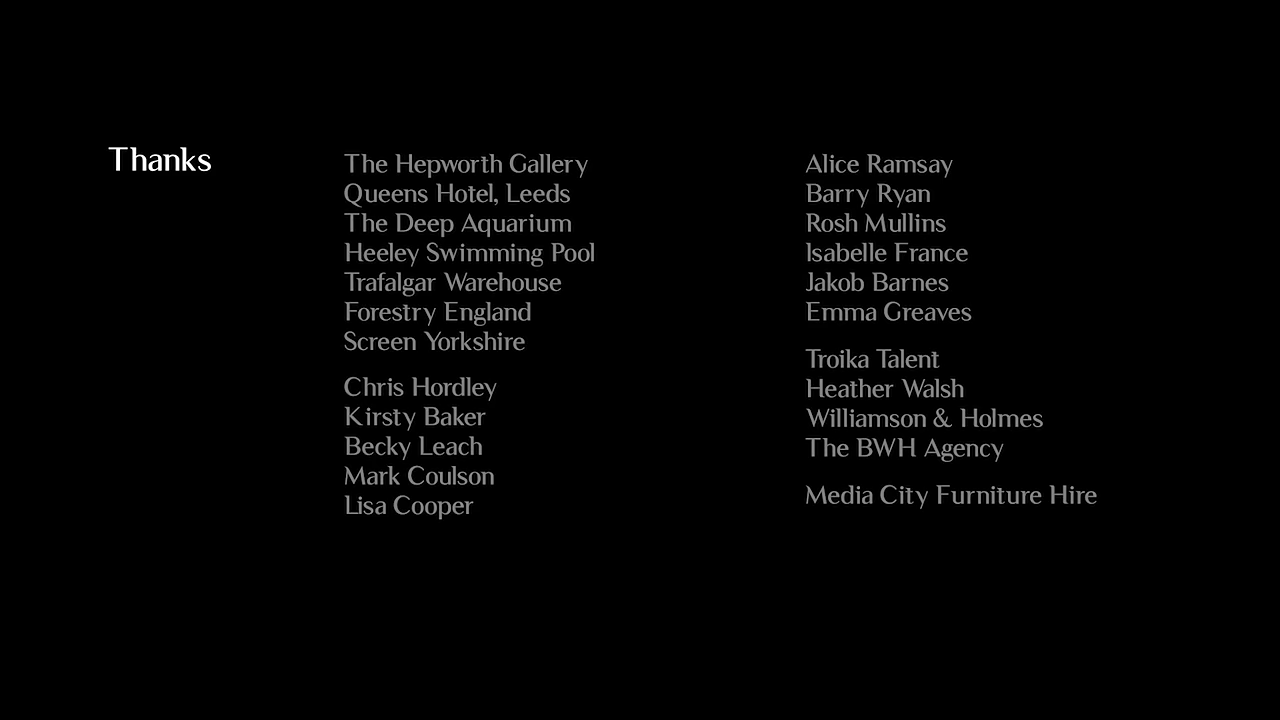 Thanks
The Hepworth Gallery
Queens Hotel, Leeds
The Deep Aquarium
Heeley Swimming Pool
Trafalgar Warehouse
Forestry England
Screen Yorkshire
Chris Hordley
Kirsty Baker
Becky Leach
Mark Coulson
Lisa Cooper
Alice Ramsay
Barry Ryan
Rosh Mullins
Isabelle France
Jakob Barnes
Emma Greaves
Troika Talent
Heather Walsh
Williamson & Holmes
The BWH Agency
Media City Furniture Hire